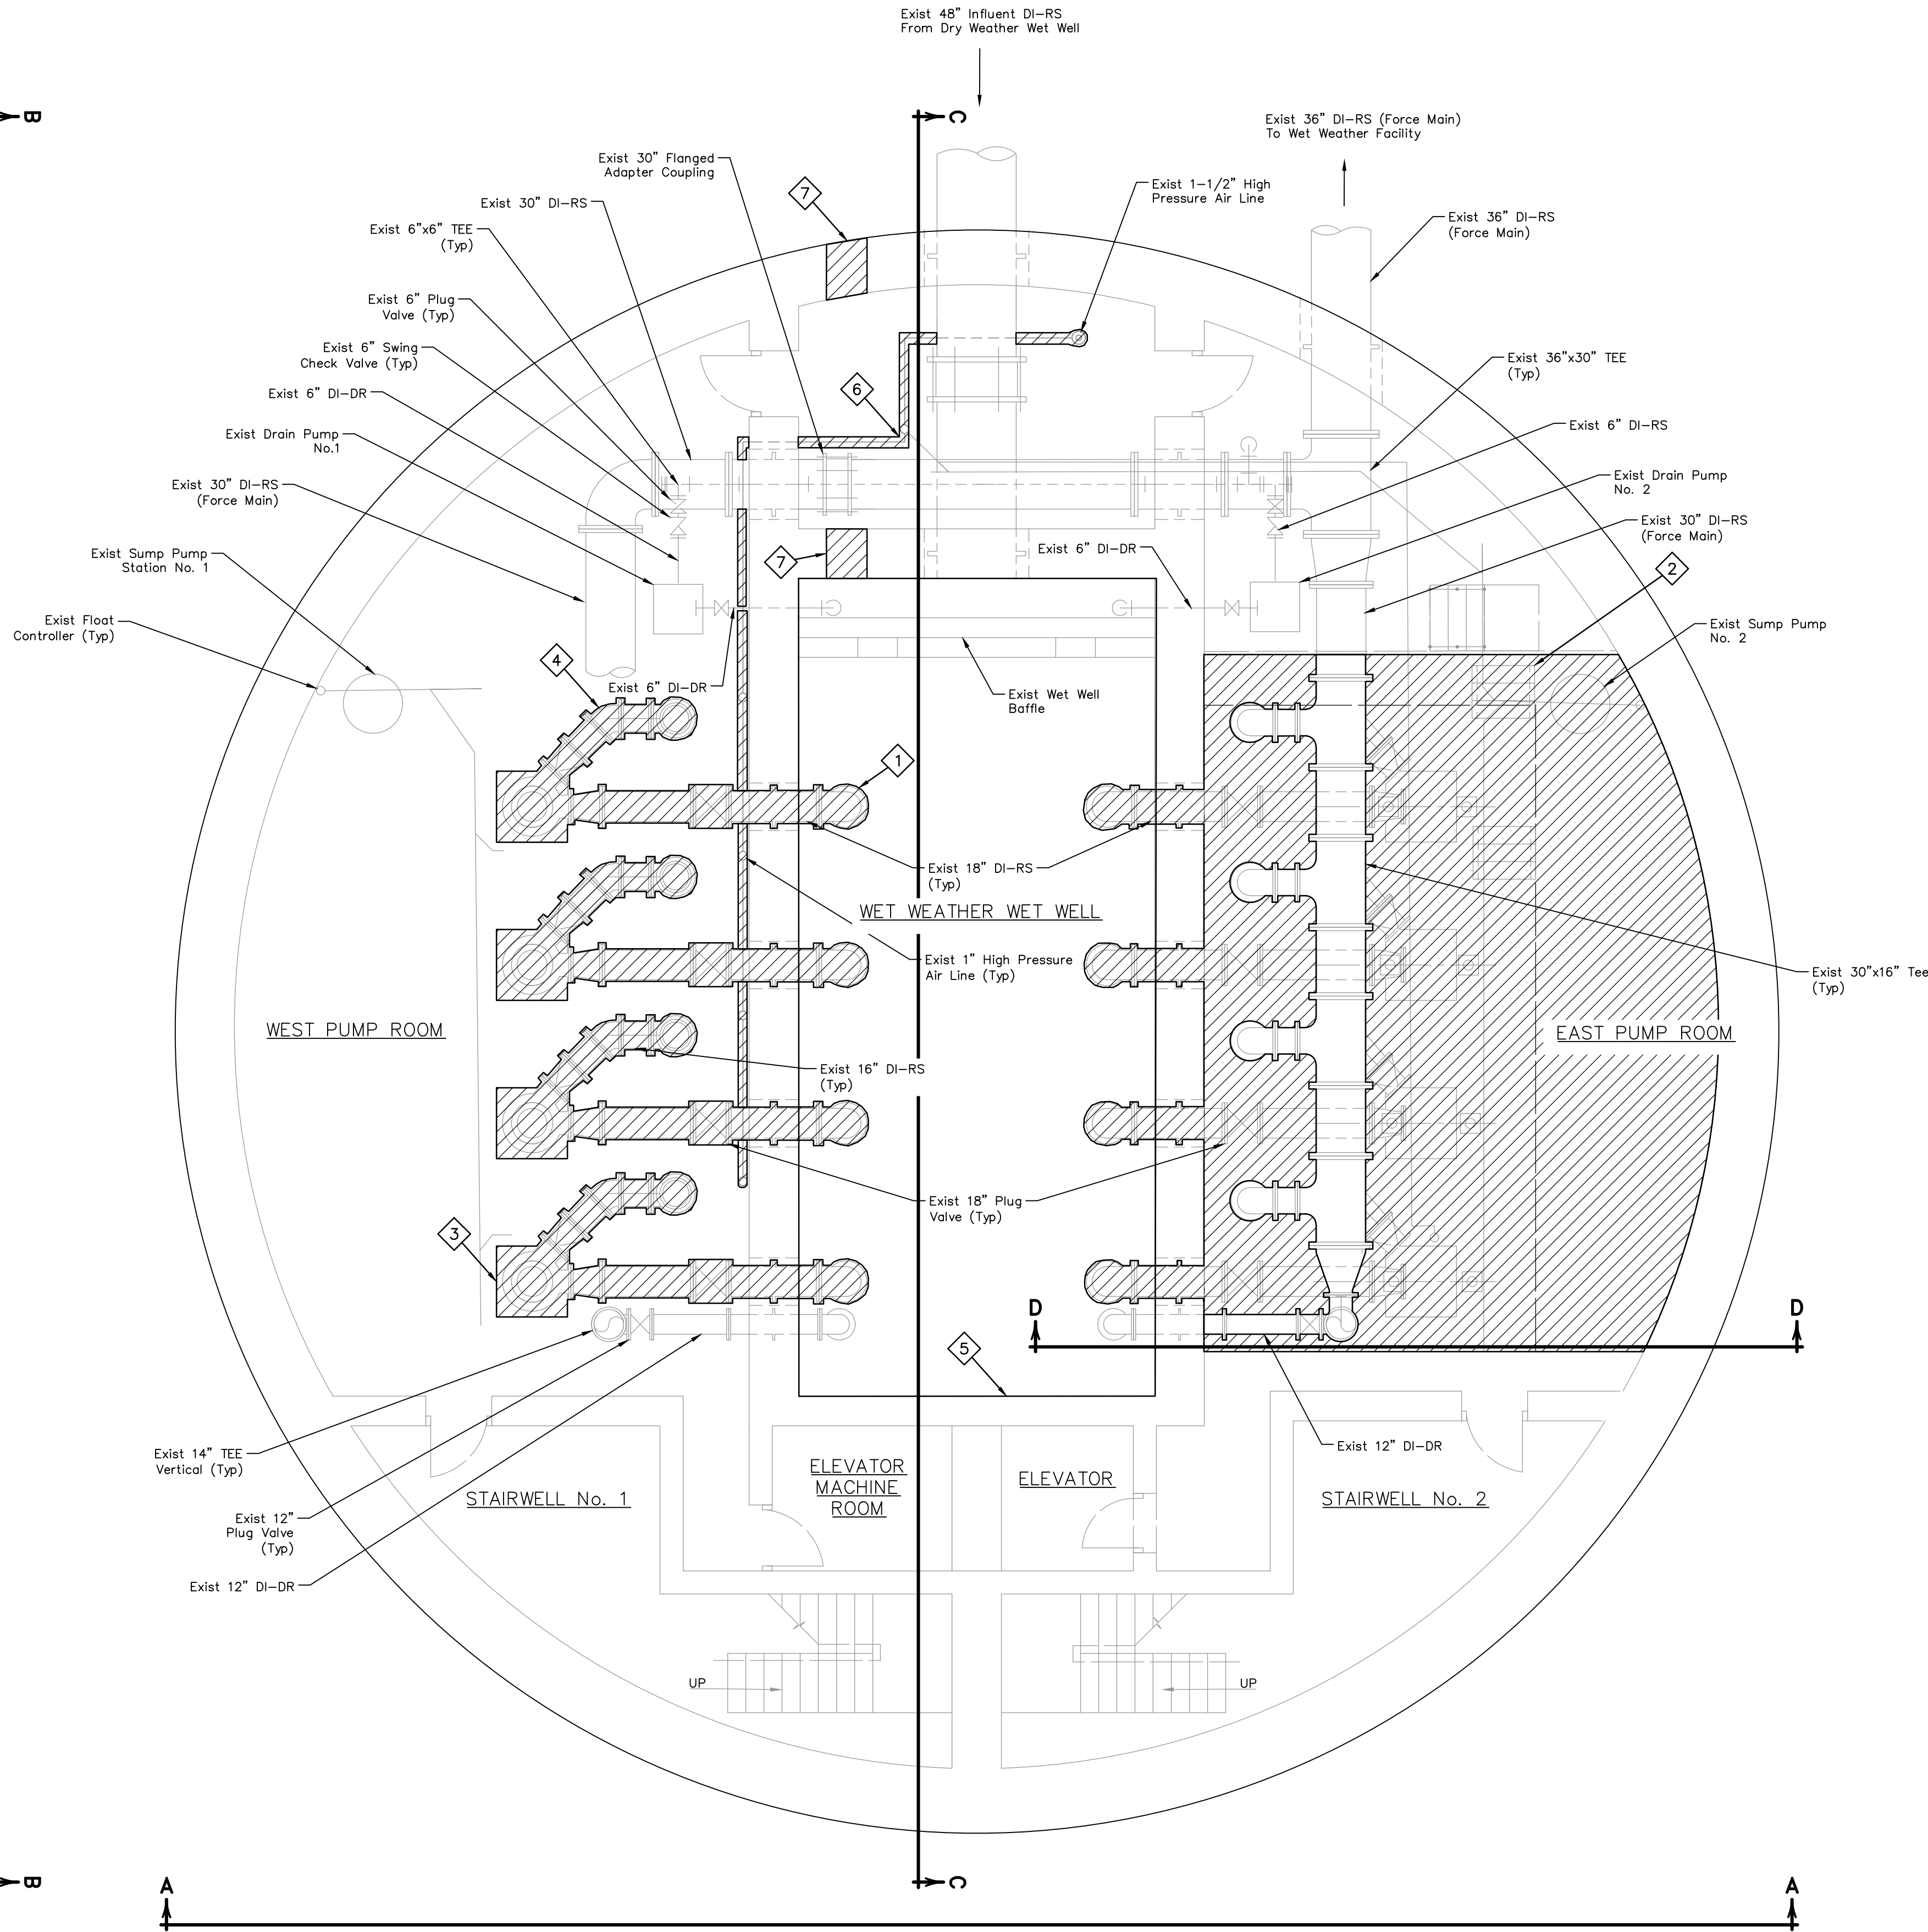 Exist 48" Influent DI-RS
From Dry Weather Wet Well
B
C
Exist 36" DI-RS (Force Main)
To Wet Weather Facility
Exist 30" Flanged
Adapter Coupling
7
Exist 1-1/2" High
Pressure Air Line
Exist 30" DI-RS
Exist 36" DI-RS
(Force Main)
Exist 6"x6" TEE
(Typ)
Exist 6" Plug
Valve (Typ)
Exist 6" Swing
Check Valve (Typ)
Exist 36"x30" TEE
(Typ)
6
Exist 6" DI-DR
Exist 6" DI-RS
Exist Drain Pump
No.1
Exist 30" DI-RS
(Force Main)
Exist Drain Pump
No. 2
Exist 30" DI-RS
(Force Main)
Exist Sump Pump
Station No. 1
7
Exist 6" DI-DR
2
Exist Float
Controller (Typ)
Exist Sump Pump
No. 2
4
Exist 6" DI-DR
Exist Wet Well
Baffle
1
Exist 18" DI-RS
(Typ)
WET WEATHER WET WELL
Exist 1" High Pressure
Air Line (Typ)
Exist 30"x16" Tee
(Typ)
WEST PUMP ROOM
EAST PUMP ROOM
Exist 16" DI-RS
(Typ)
Exist 18" Plug
Valve (Typ)
3
D
D
5
Exist 14" TEE
Vertical (Typ)
Exist 12" DI-DR
ELEVATOR
MACHINE
ROOM
ELEVATOR
STAIRWELL No. 1
STAIRWELL No. 2
Exist 12"
Plug Valve
(Typ)
Exist 12" DI-DR
UP
UP
B
C
A
A